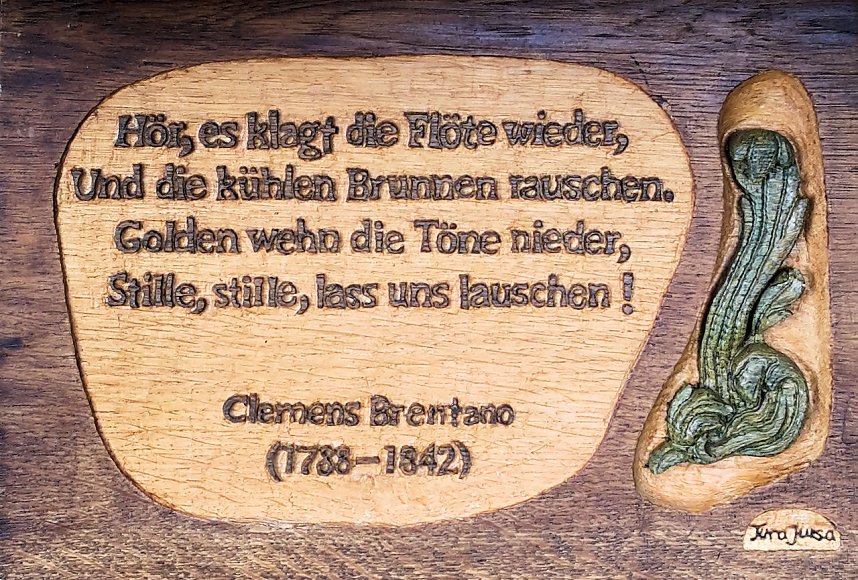 Hör, es klagt die Flöte wieder,
Und die kühlen Brunnen rauschen.
Golden wehn die Töne nieder,
Stille, stille, lass uns lauschen !
Clemens Brentano
(1788–1842)